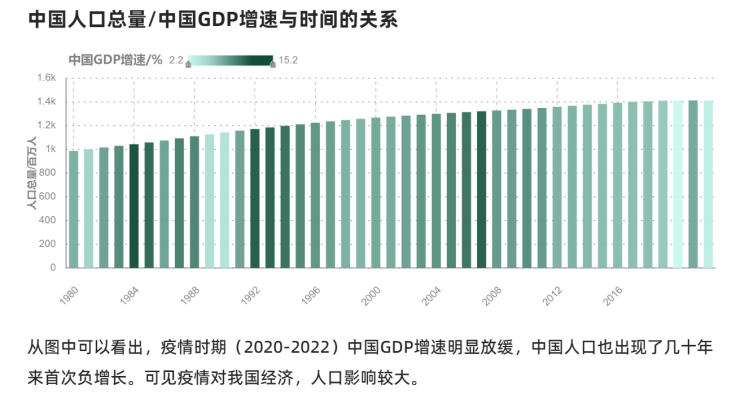 中国人口总量/中国GDP增速与时间的关系
中国GDP增速/% 2.2 15.2
1.6k
1.4k
1.2k
1k
800
600
400
200
0
人口总量/百万人
1980 1984 1988 1992 1996 2000 2004 2008 2012 2016
从图中可以看出，疫情时期（2020-2022）中国GDP增速明显放缓，中国人口也出现了几十年
来首次负增长。可见疫情对我国经济，人口影响较大。